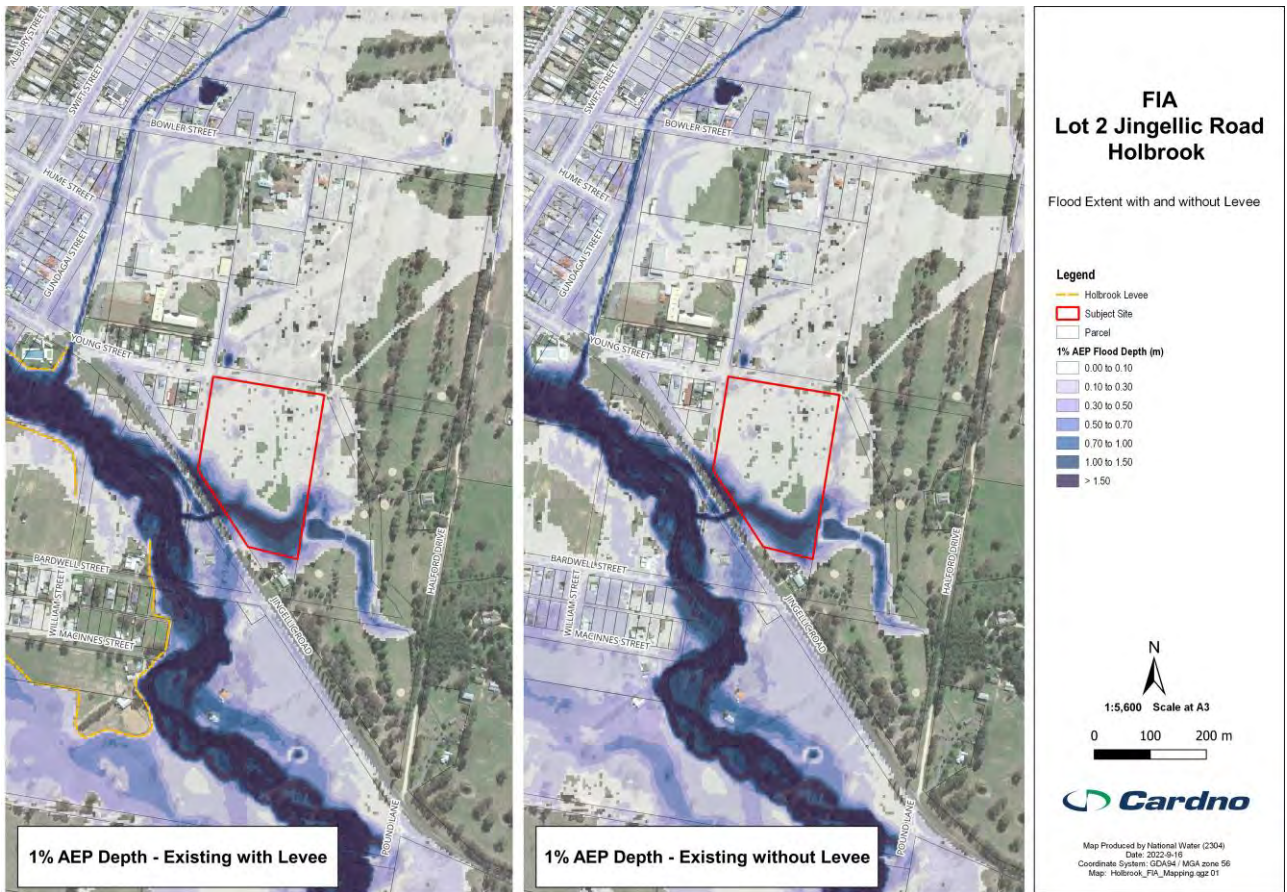 ALBURY STREET
SWIFT STREET
BOWLER STREET
HUME STREET
GUNDAGAI STREET
YOUNG STREET
BARDWELL STREET
WILLIAM STREET
MACINNES STREET
JINGELLIC ROAD
HALFORD DRIVE
POUND LANE
1% AEP Depth - Existing with Levee
SWIFT STREET
BOWLER STREET
HUME STREET
GUNDAGAI STREET
YOUNG STREET
BARDWELL STREET
WILLIAM STREET
MACINNES STREET
JINGELLIC ROAD
HALFORD DRIVE
POUND LANE
1% AEP Depth - Existing without Levee
FIA
Lot 2 Jingellic Road
Holbrook
Flood Extent with and without Levee
Legend
Holbrook Levee
Subject Site
Parcel
1% AEP Flood Depth (m)
0.00 to 0.10
0.10 to 0.30
0.30 to 0.50
0.50 to 0.70
0.70 to 1.00
1.00 to 1.50
> 1.50
N
1:5,600 Scale at A3
0 100 200 m
Cardno
Map Produced by National Water (2304)
Date: 2022-9-16
Coordinate System: GDA94 / MGA zone 56
Map: Holbrook_FIA_Mapping.qgz 01